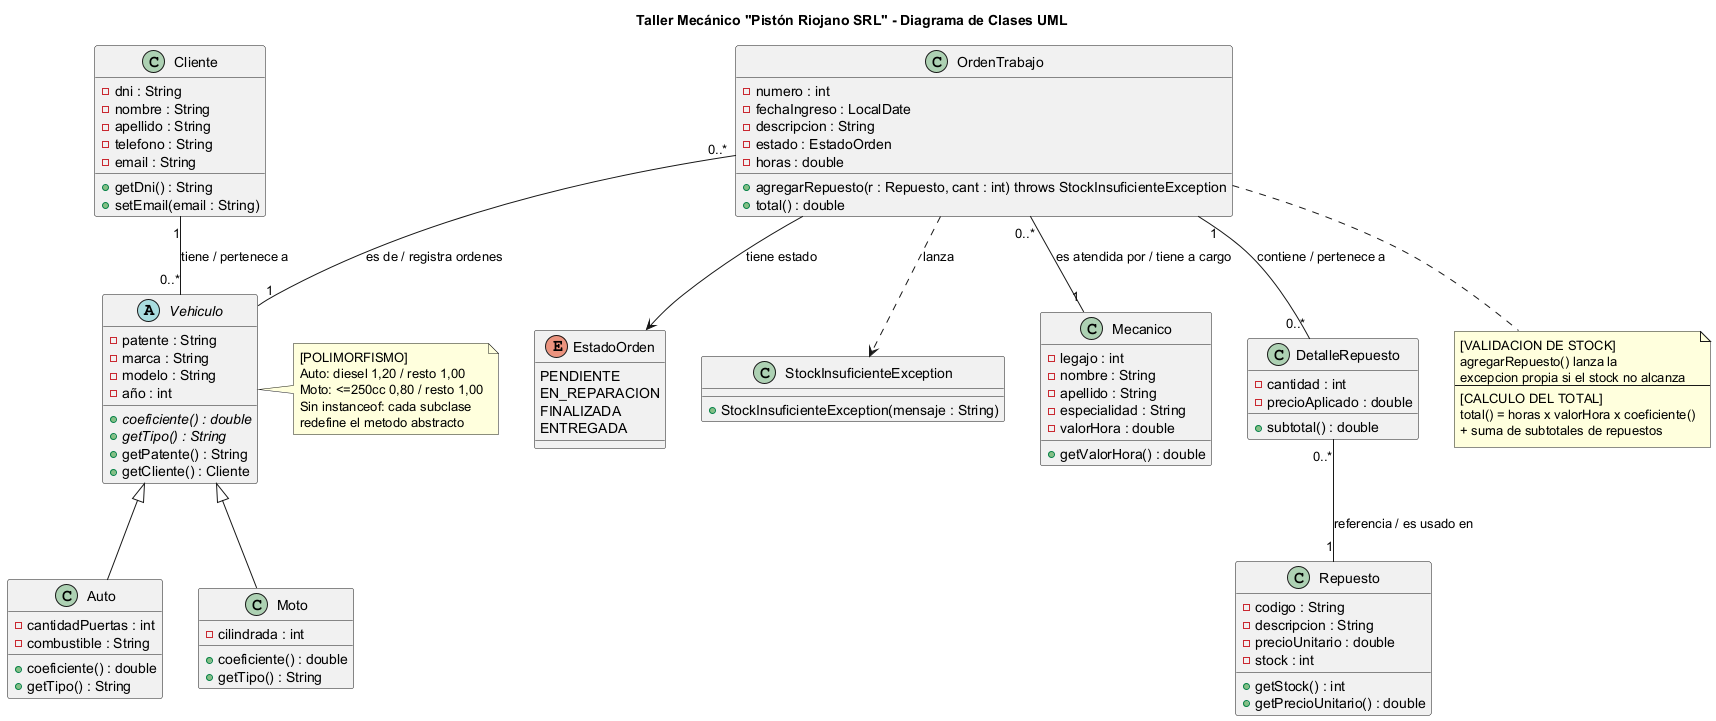 Taller Mecánico "Pistón Riojano SRL" - Diagrama de Clases UML
C Cliente
dni : String
nombre : String
apellido : String
telefono : String
email : String
getDni() : String
setEmail(email : String)
C OrdenTrabajo
numero : int
fechaIngreso : LocalDate
descripcion : String
estado : EstadoOrden
horas : double
agregarRepuesto(r : Repuesto, cant : int) throws StockInsuficienteException
total() : double
1
tiene / pertenece a
0..*
0..*
es de / registra ordenes
1
tiene estado
lanza
0..*
es atendida por / tiene a cargo
1
1
contiene / pertenece a
0..*
A Vehiculo
patente : String
marca : String
modelo : String
año : int
coeficiente() : double
getTipo() : String
getPatente() : String
getCliente() : Cliente
[POLIMORFISMO]
Auto: diesel 1,20 / resto 1,00
Moto: <=250cc 0,80 / resto 1,00
Sin instanceof: cada subclase
redefine el metodo abstracto
E EstadoOrden
PENDIENTE
EN_REPARACION
FINALIZADA
ENTREGADA
C StockInsuficienteException
StockInsuficienteException(mensaje : String)
C Mecanico
legajo : int
nombre : String
apellido : String
especialidad : String
valorHora : double
getValorHora() : double
C DetalleRepuesto
cantidad : int
precioAplicado : double
subtotal() : double
[VALIDACION DE STOCK]
agregarRepuesto() lanza la
excepcion propia si el stock no alcanza
[CALCULO DEL TOTAL]
total() = horas x valorHora x coeficiente()
+ suma de subtotales de repuestos
0..*
referencia / es usado en
1
C Auto
cantidadPuertas : int
combustible : String
coeficiente() : double
getTipo() : String
C Moto
cilindrada : int
coeficiente() : double
getTipo() : String
C Repuesto
codigo : String
descripcion : String
precioUnitario : double
stock : int
getStock() : int
getPrecioUnitario() : double